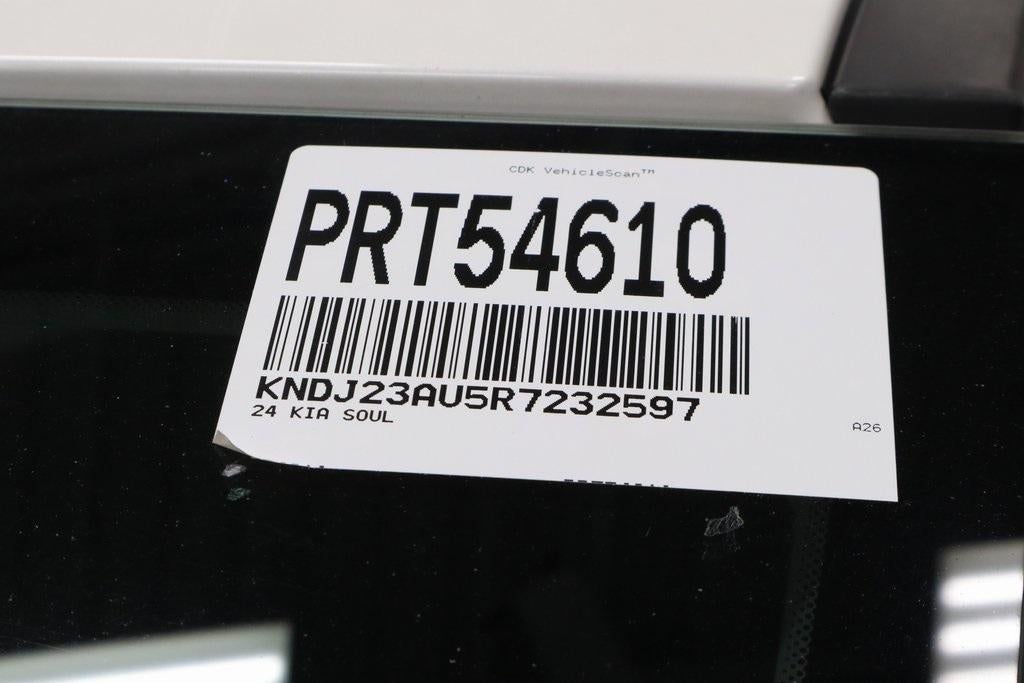 CDK VehicleScan™
PRT54610
KNDJ23AU5R7232597
24 KIA SOUL
A26